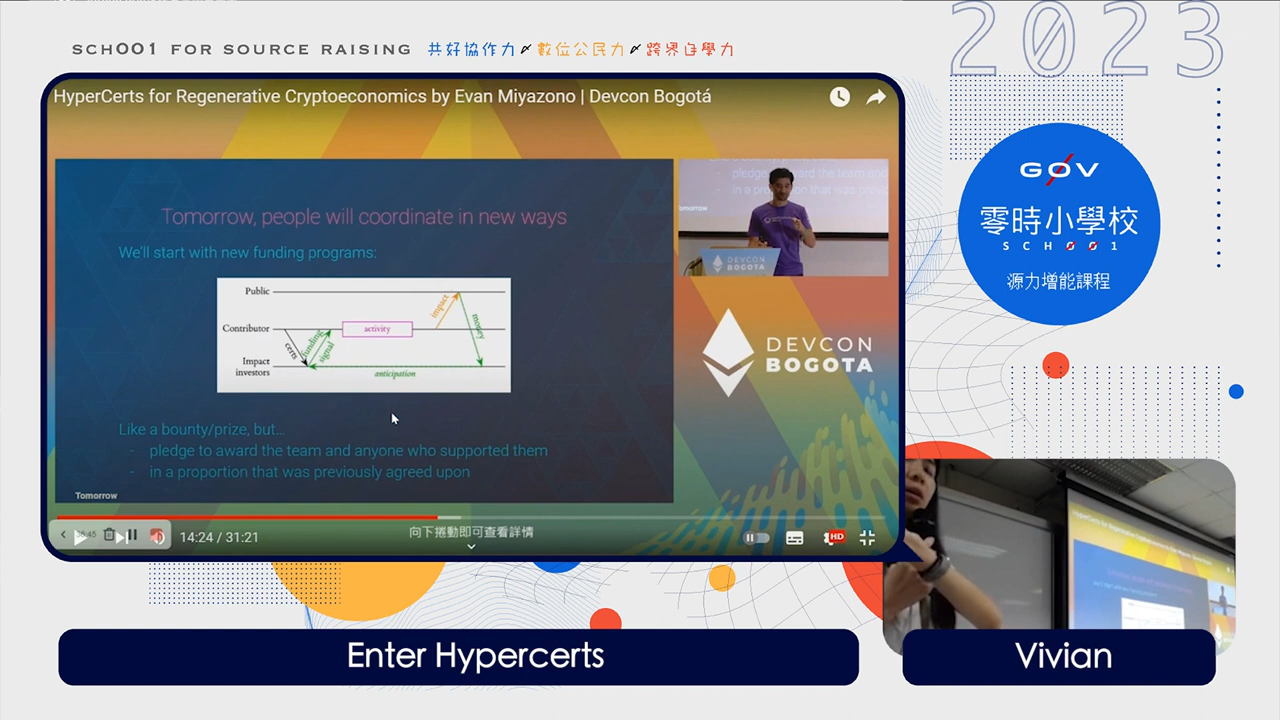 2023
SCH001 FOR SOURCE RAISING 共好協作力 數位公民力 跨界自學力
HyperCerts for Regenerative Cryptoeconomics by Evan Miyazono | Devcon Bogotá
Tomorrow, people will coordinate in new ways
We'll start with new funding programs:
Public
Contributor
Impact
investors
certs
funding
signal
activity
impact
money
anticipation
Like a bounty/prize, but...
- pledge to award the team and anyone who supported them
- in a proportion that was previously agreed upon
Tomorrow
DEVCON
BOGOTA
DEVCON
BOGOTA
14:24 / 31:21
向下捲動即可查看詳情
HD
G0V
零時小學校
SCH001
源力增能課程
Enter Hypercerts
Vivian